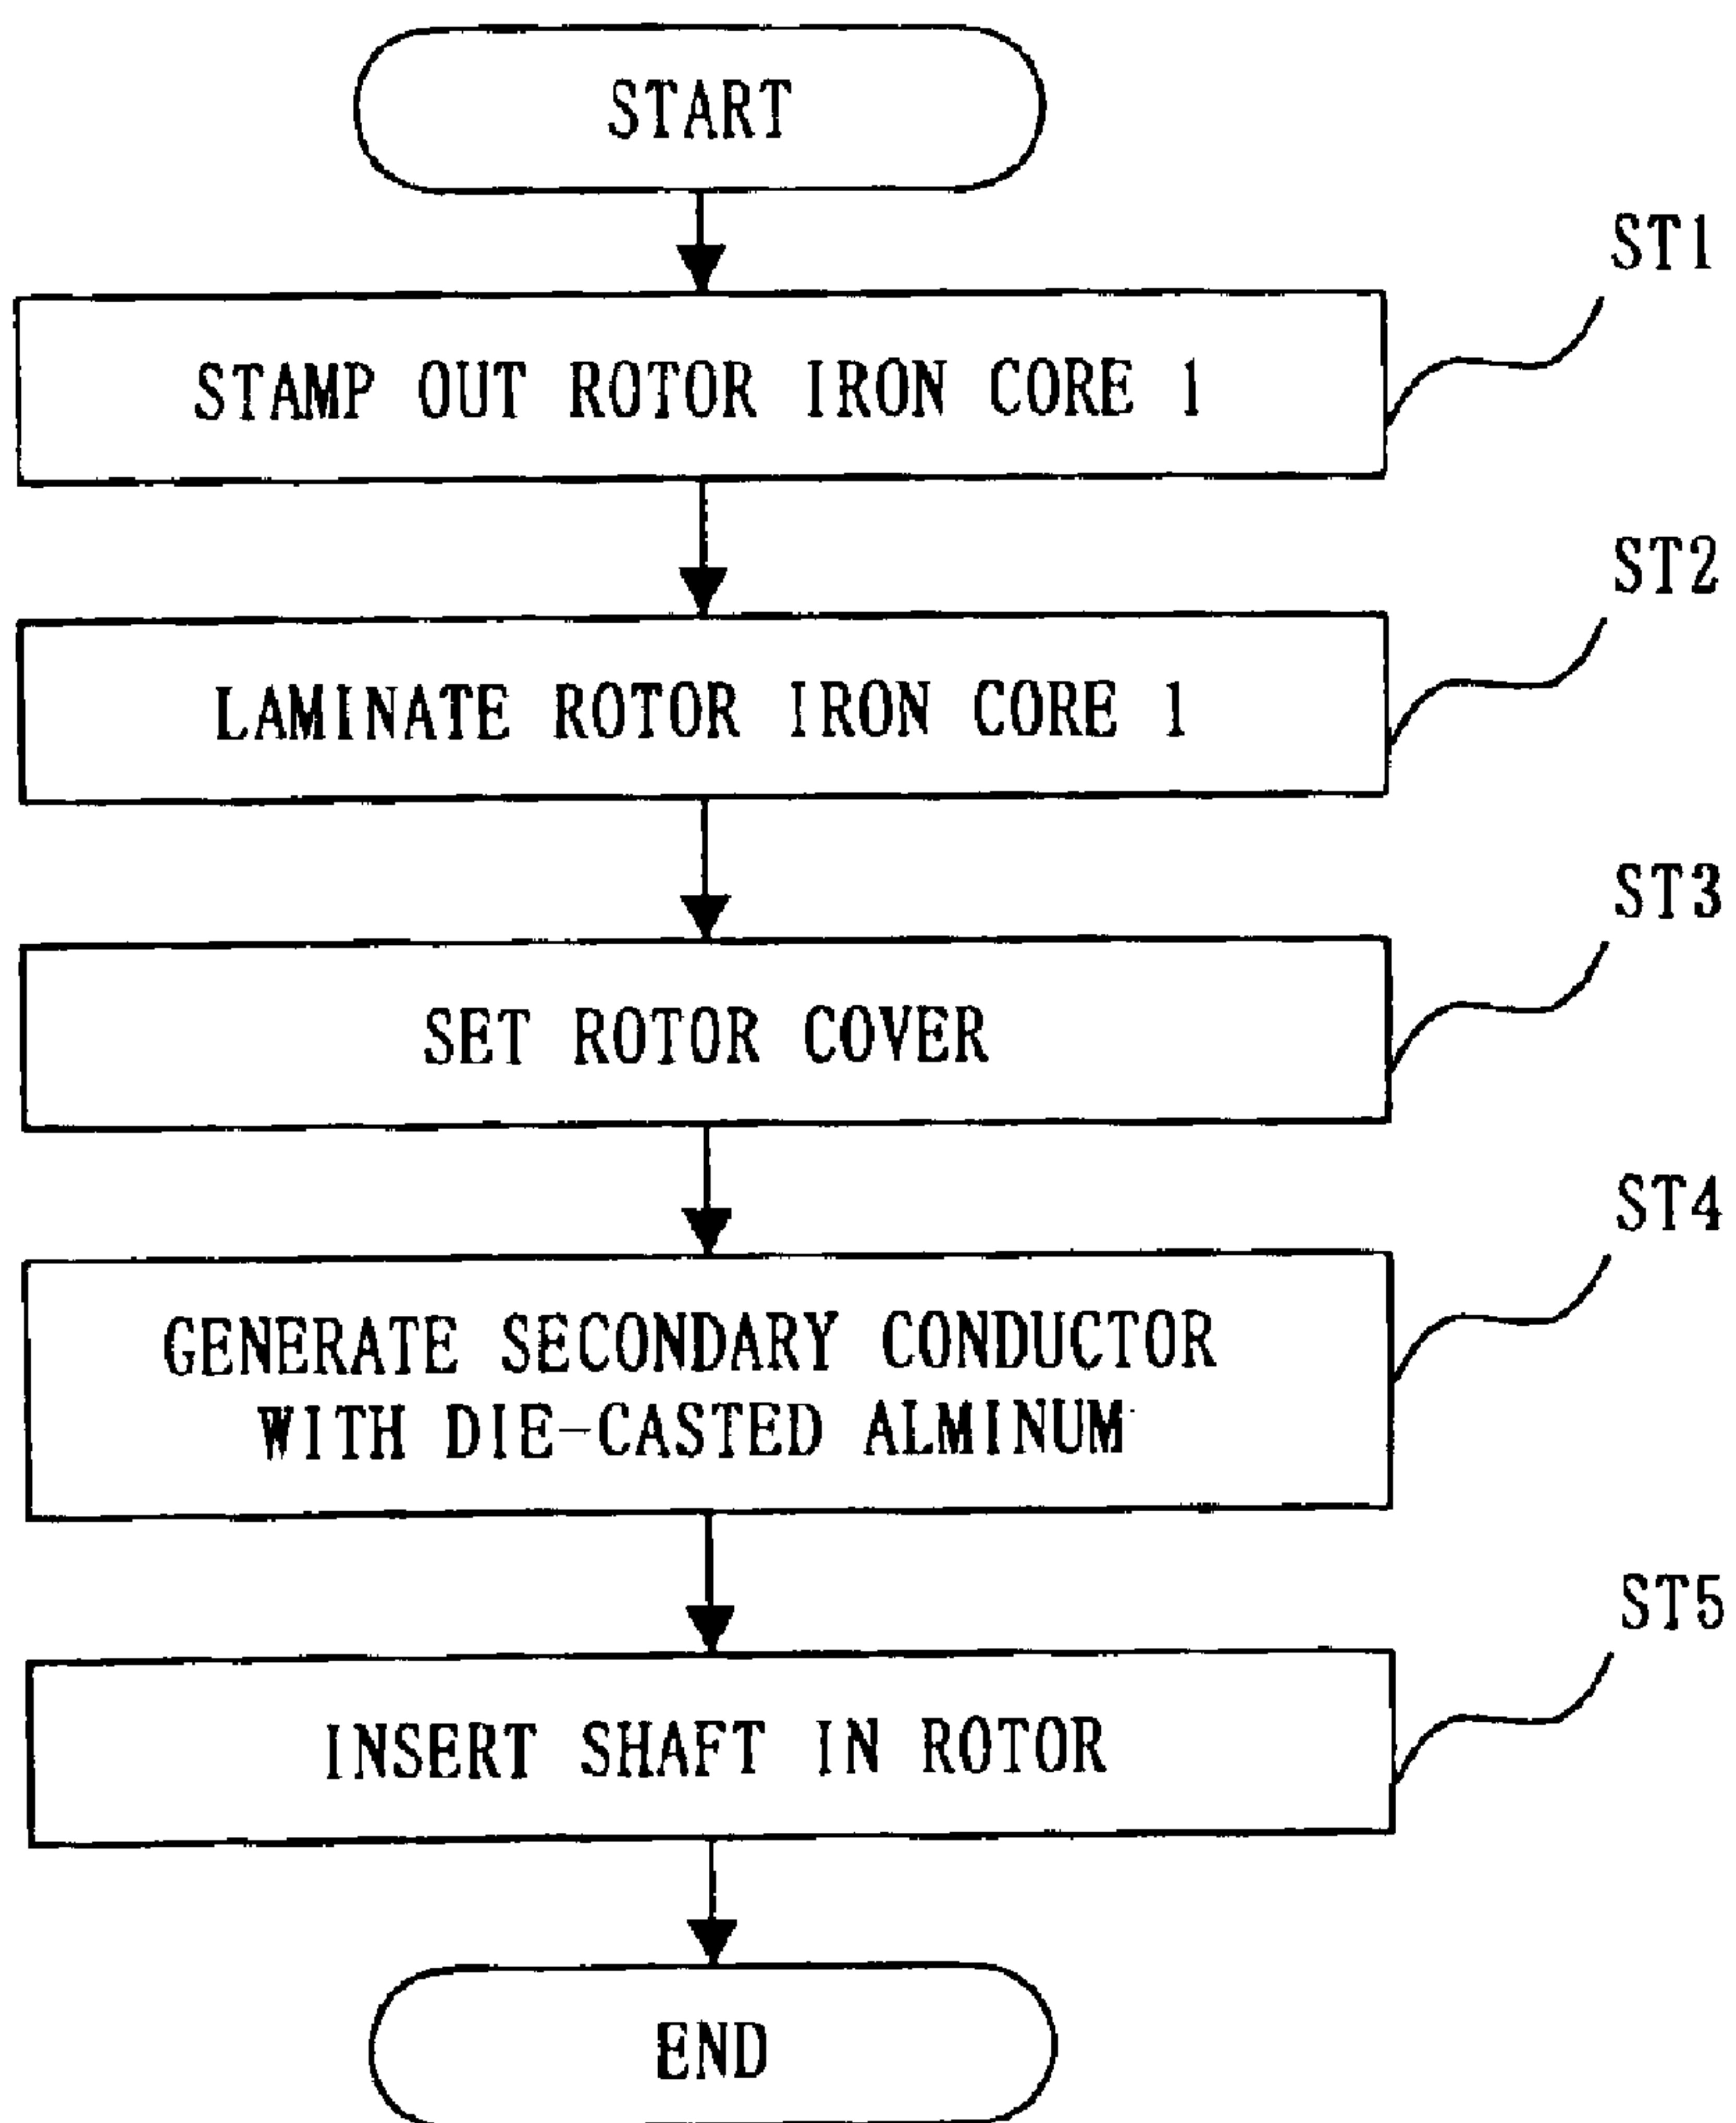 START
ST1
STAMP OUT ROTOR IRON CORE 1
ST2
LAMINATE ROTOR IRON CORE 1
ST3
SET ROTOR COVER
ST4
GENERATE SECONDARY CONDUCTOR
WITH DIE-CASTED ALMINUM
ST5
INSERT SHAFT IN ROTOR
END